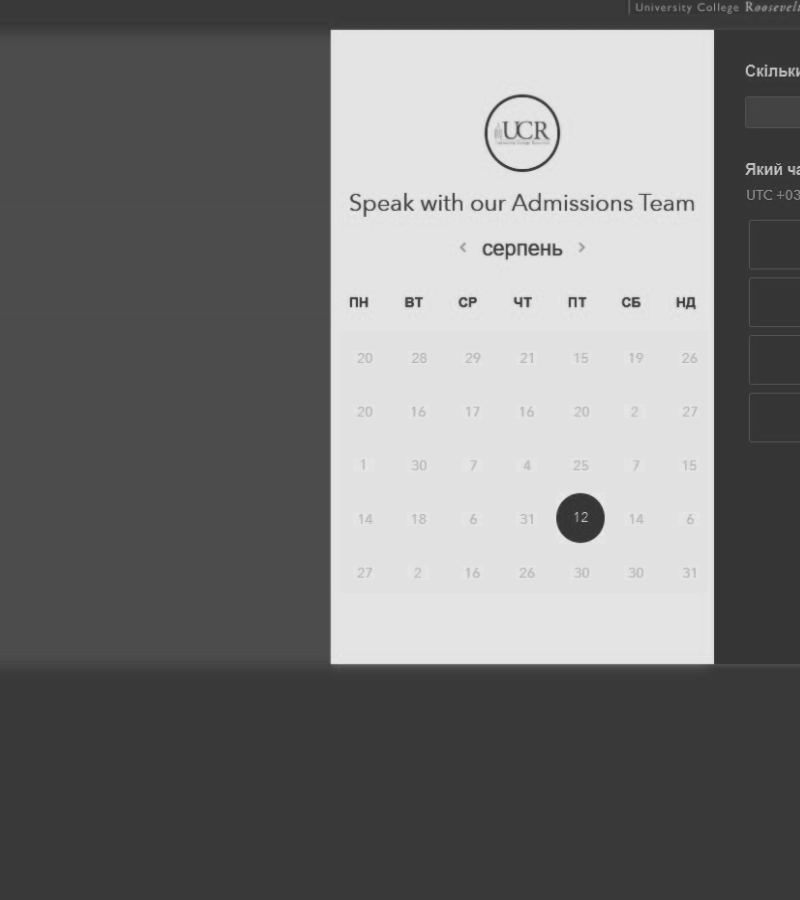 University College Roosevelt
UCR
Speak with our Admissions Team
< серпень >
ПН ВТ СР ЧТ ПТ СБ НД
20 28 29 21 15 19 26
20 16 17 16 20 2 27
1 30 7 4 25 7 15
14 18 6 31 12 14 6
27 2 16 26 30 30 31
Скільки
Який ча
UTC +03